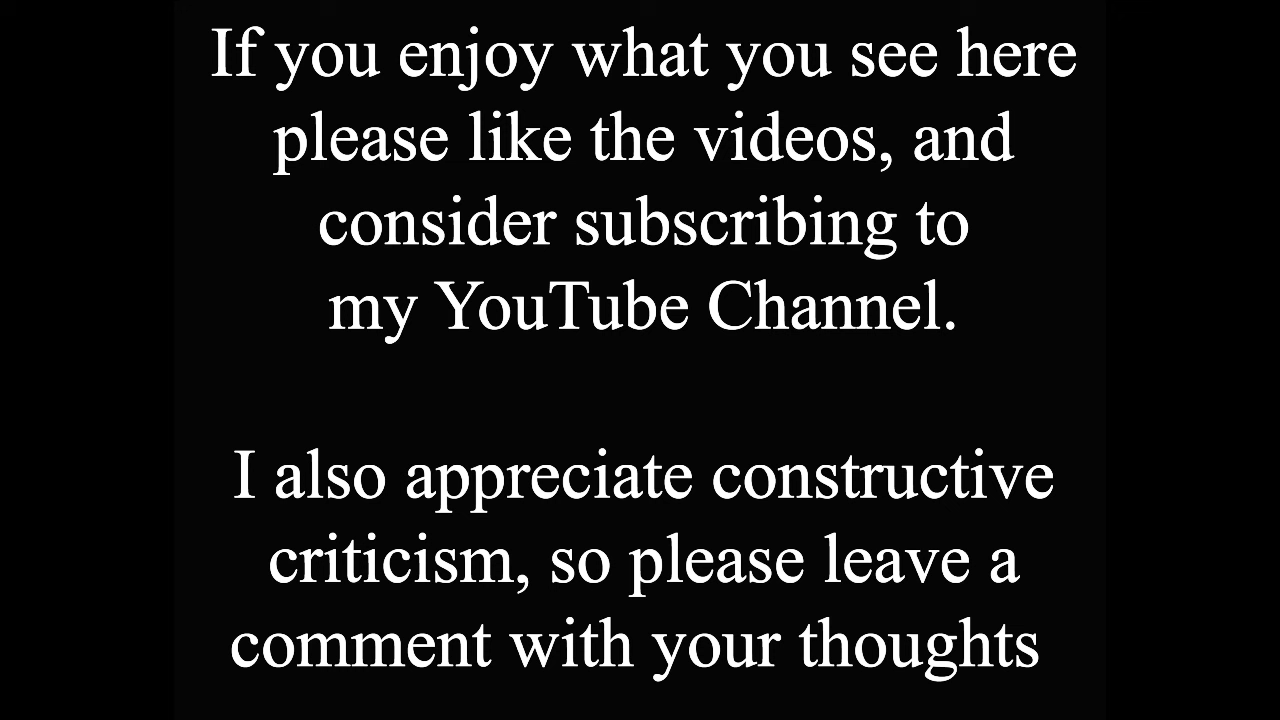 If you enjoy what you see here
please like the videos, and
consider subscribing to
my YouTube Channel.
I also appreciate constructive
criticism, so please leave a
comment with your thoughts